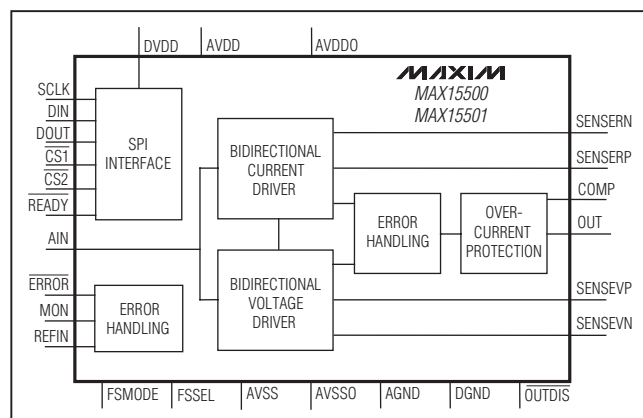 DVDD AVDD AVDDO
MAXIM
MAX15500
MAX15501
SCLK
DIN
DOUT
CS1
CS2
READY
AIN
ERROR
MON
REFIN
SPI
INTERFACE
BIDIRECTIONAL
CURRENT
DRIVER
ERROR
HANDLING
OVER-
CURRENT
PROTECTION
BIDIRECTIONAL
VOLTAGE
DRIVER
ERROR
HANDLING
SENSERN
SENSERP
COMP
OUT
SENSEVP
SENSEVN
FSMODE FSSEL AVSS AVSSO AGND DGND OUTDIS